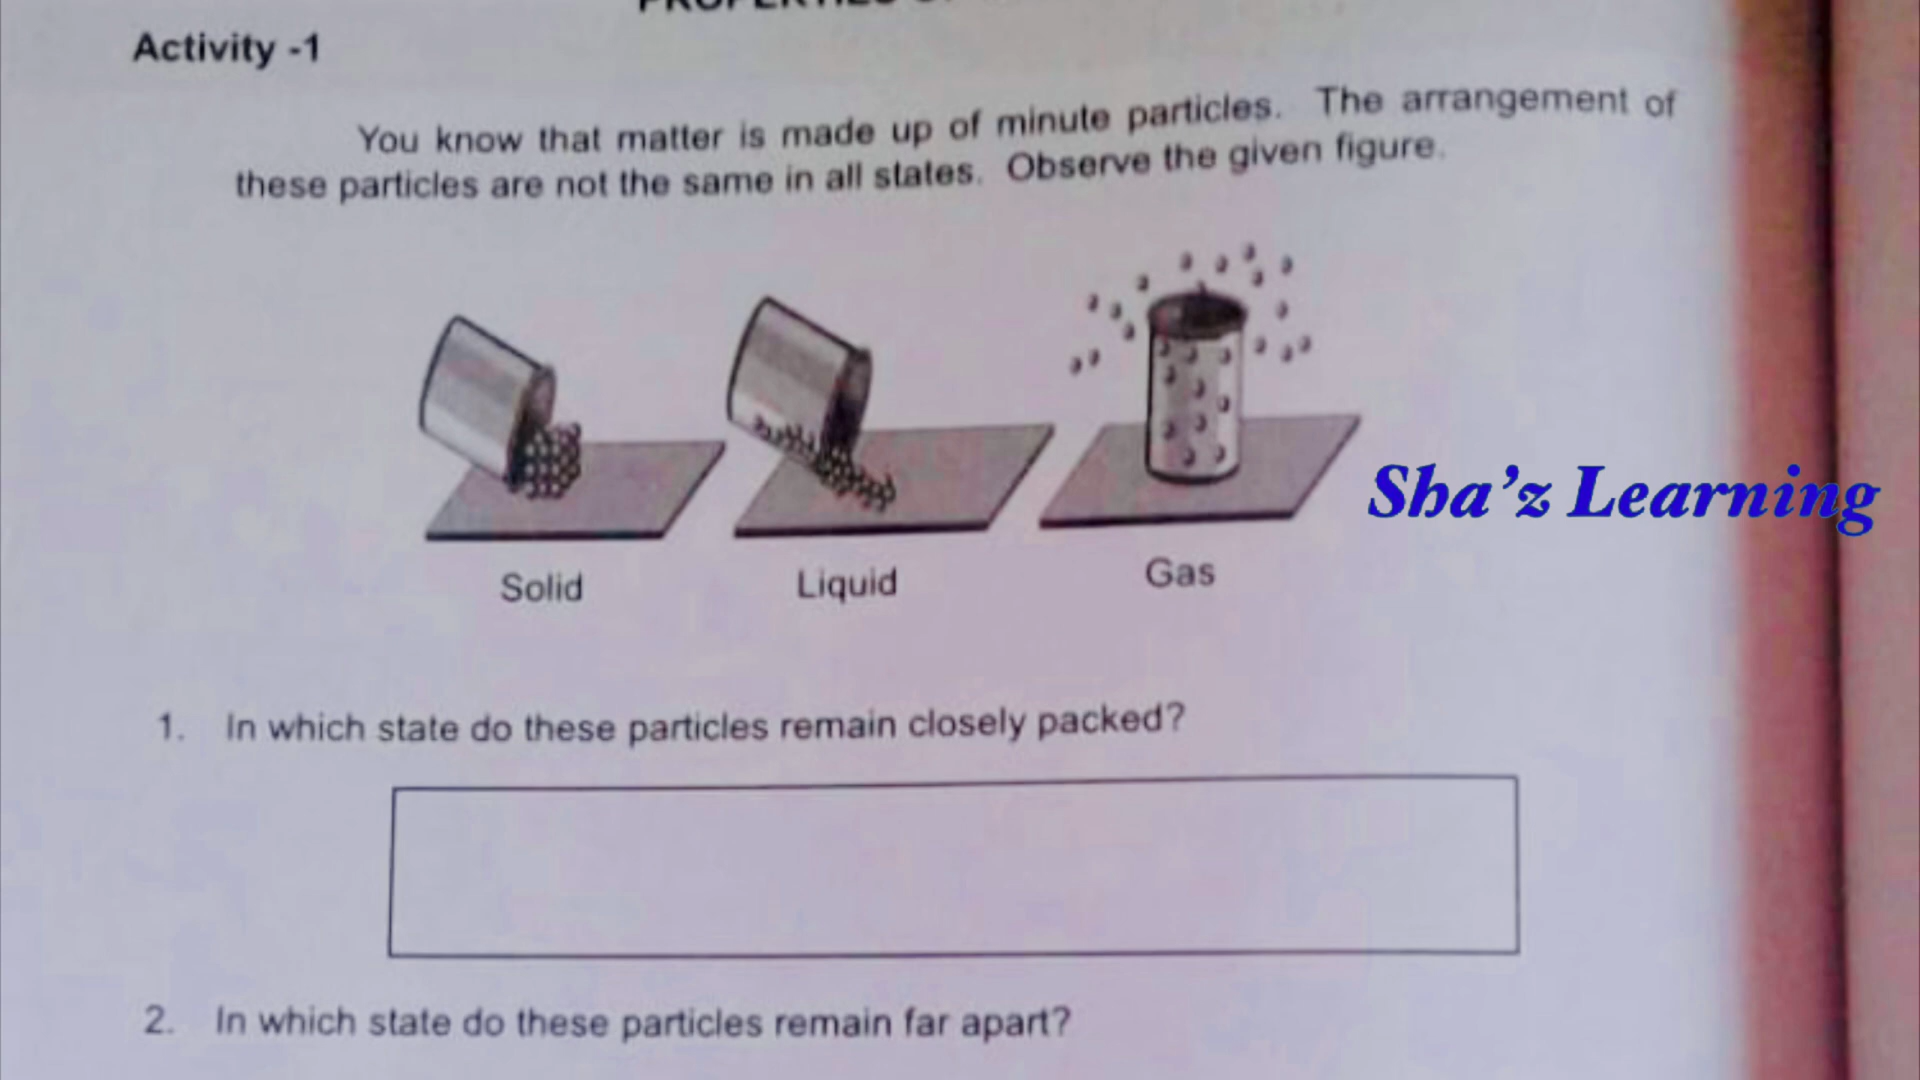 PROPERTIES
Activity -1
You know that matter is made up of minute particles. The arrangement of
these particles are not the same in all states. Observe the given figure.
Sha'z Learning
Solid Liquid Gas
1. In which state do these particles remain closely packed?
2. In which state do these particles remain far apart?